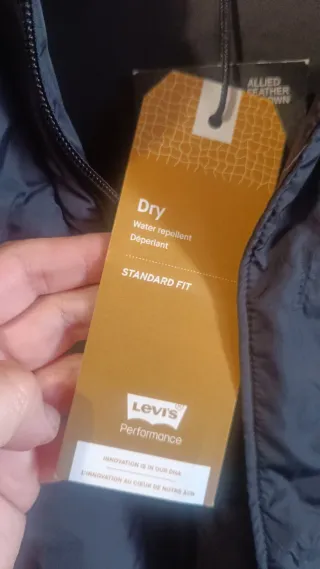 ALLIED
FEATHER
DOWN
Dry
Water repellent
Déperlant
STANDARD FIT
Levi's
Performance
INNOVATION IS IN OUR DNA
L'INNOVATION AU CŒUR DE NOTRE ADN